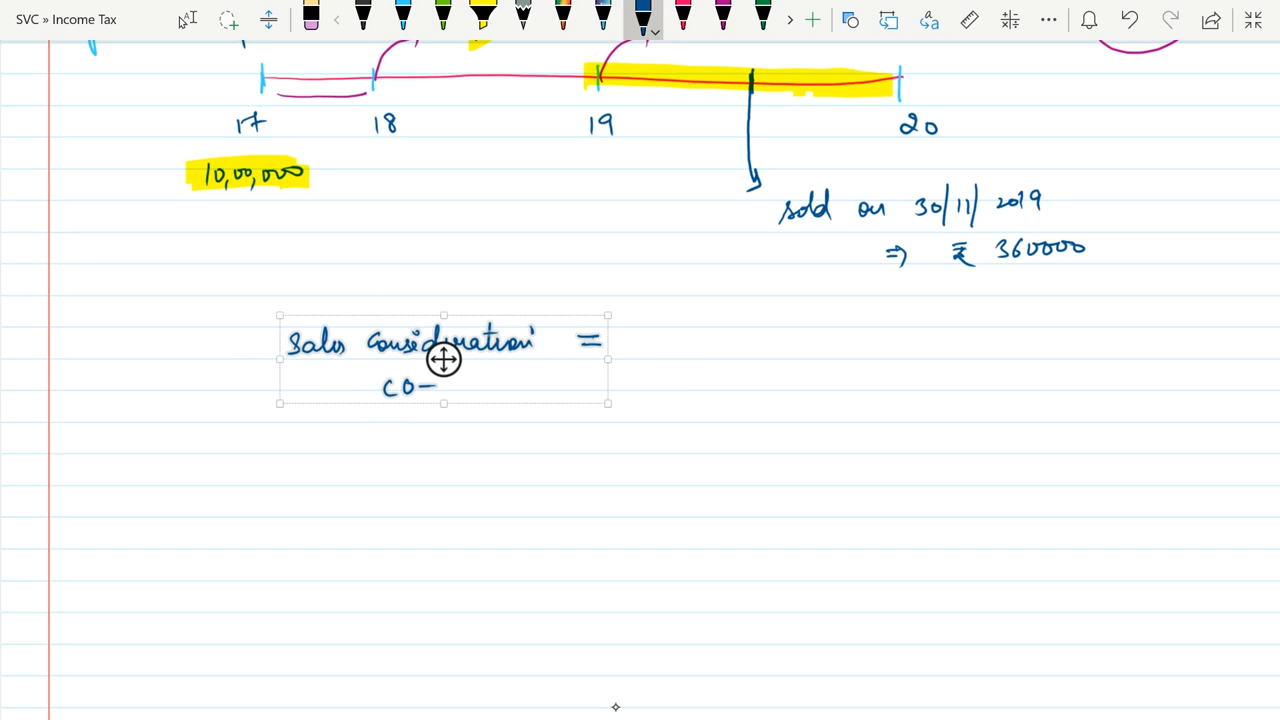 SVC » Income Tax
17 18 19 20
10,00,000
sold on 30/11/2019
⇒ ₹ 360000
Sales Consideration =
CO-